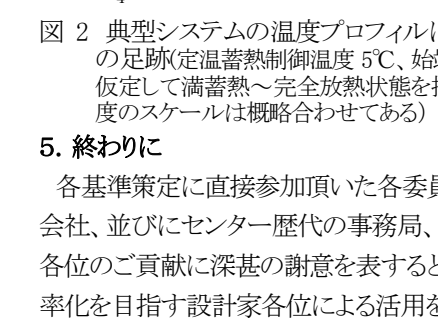 図 2 典型システムの温度プロフィル
の足跡(定温蓄熱制御温度 5℃、始
仮定して満蓄熱～完全放熱状態を
度のスケールは概略合わせてある)
5. 終わりに
各基準策定に直接参加頂いた各委
会社、並びにセンター歴代の事務局、
各位のご貢献に深甚の謝意を表すると
率化を目指す設計家各位による活用を